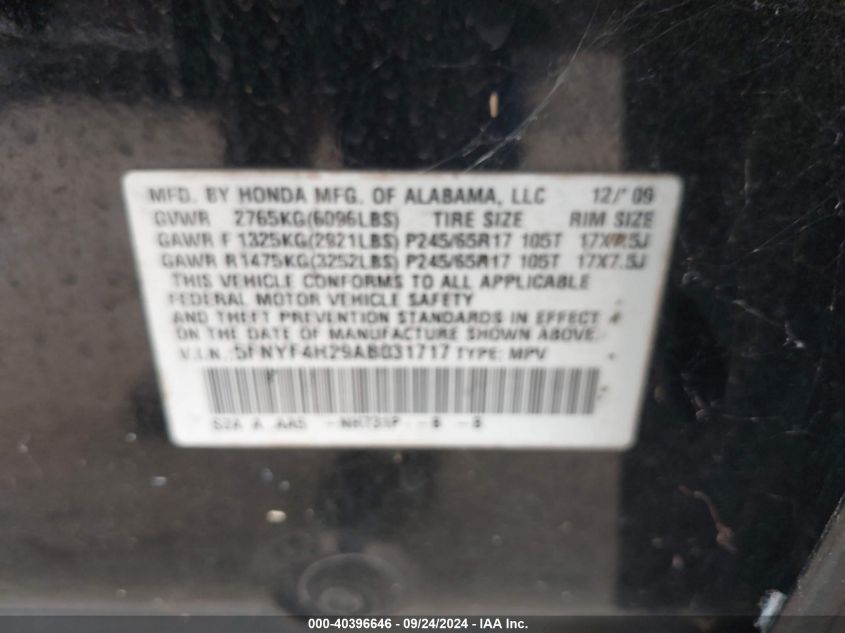 MFD. BY HONDA MFG. OF ALABAMA, LLC 12/'09
GVWR 2765KG(6096LBS) TIRE SIZE RIM SIZE
GAWR F 1325KG(2921LBS) P245/65R17 105T 17X7.5J
GAWR R 1475KG(3252LBS) P245/65R17 105T 17X7.5J
THIS VEHICLE CONFORMS TO ALL APPLICABLE
FEDERAL MOTOR VEHICLE SAFETY
AND THEFT PREVENTION STANDARDS IN EFFECT
ON THE DATE OF MANUFACTURE SHOWN ABOVE.
V.I.N.: 5FNYF4H29AB031717 TYPE: MPV
NH731P
000-40396646 - 09/24/2024 - IAA Holdings, LLC.